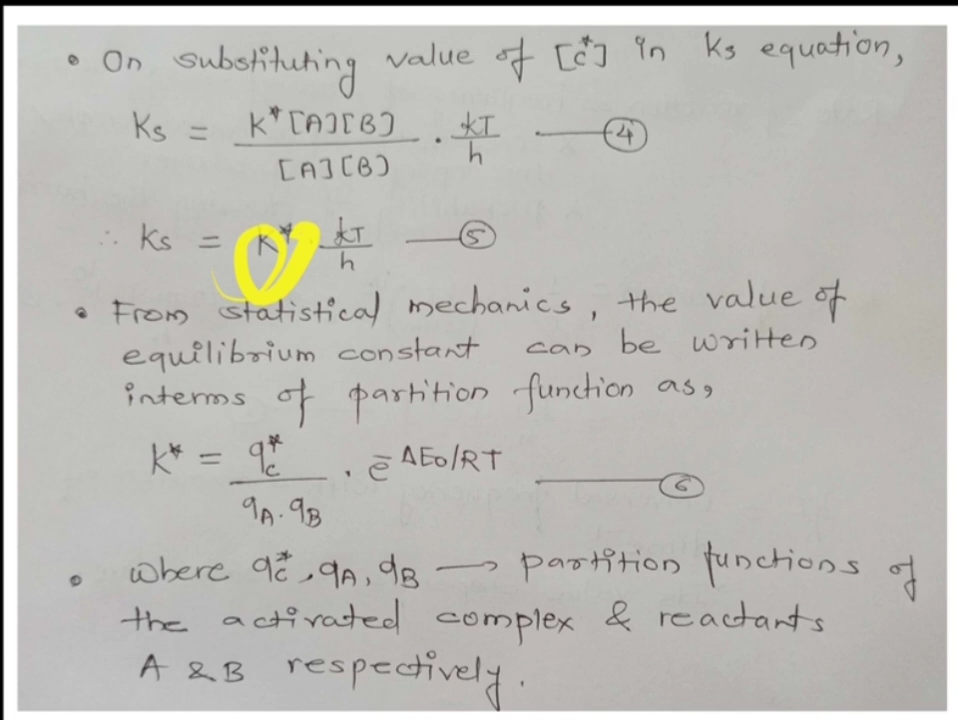 • On substituting value of [c*] in Ks equation,
Ks = K*[A][B] / [A][B] . kT/h —— ④
∴ Ks = K* kT/h —— ⑤
• From statistical mechanics, the value of
equilibrium constant can be written
interms of partition function as,
K* = qc* / qA.qB . e^-ΔE0/RT —— ⑥
• where qc*, qA, qB → partition functions of
the activated complex & reactants
A & B respectively.